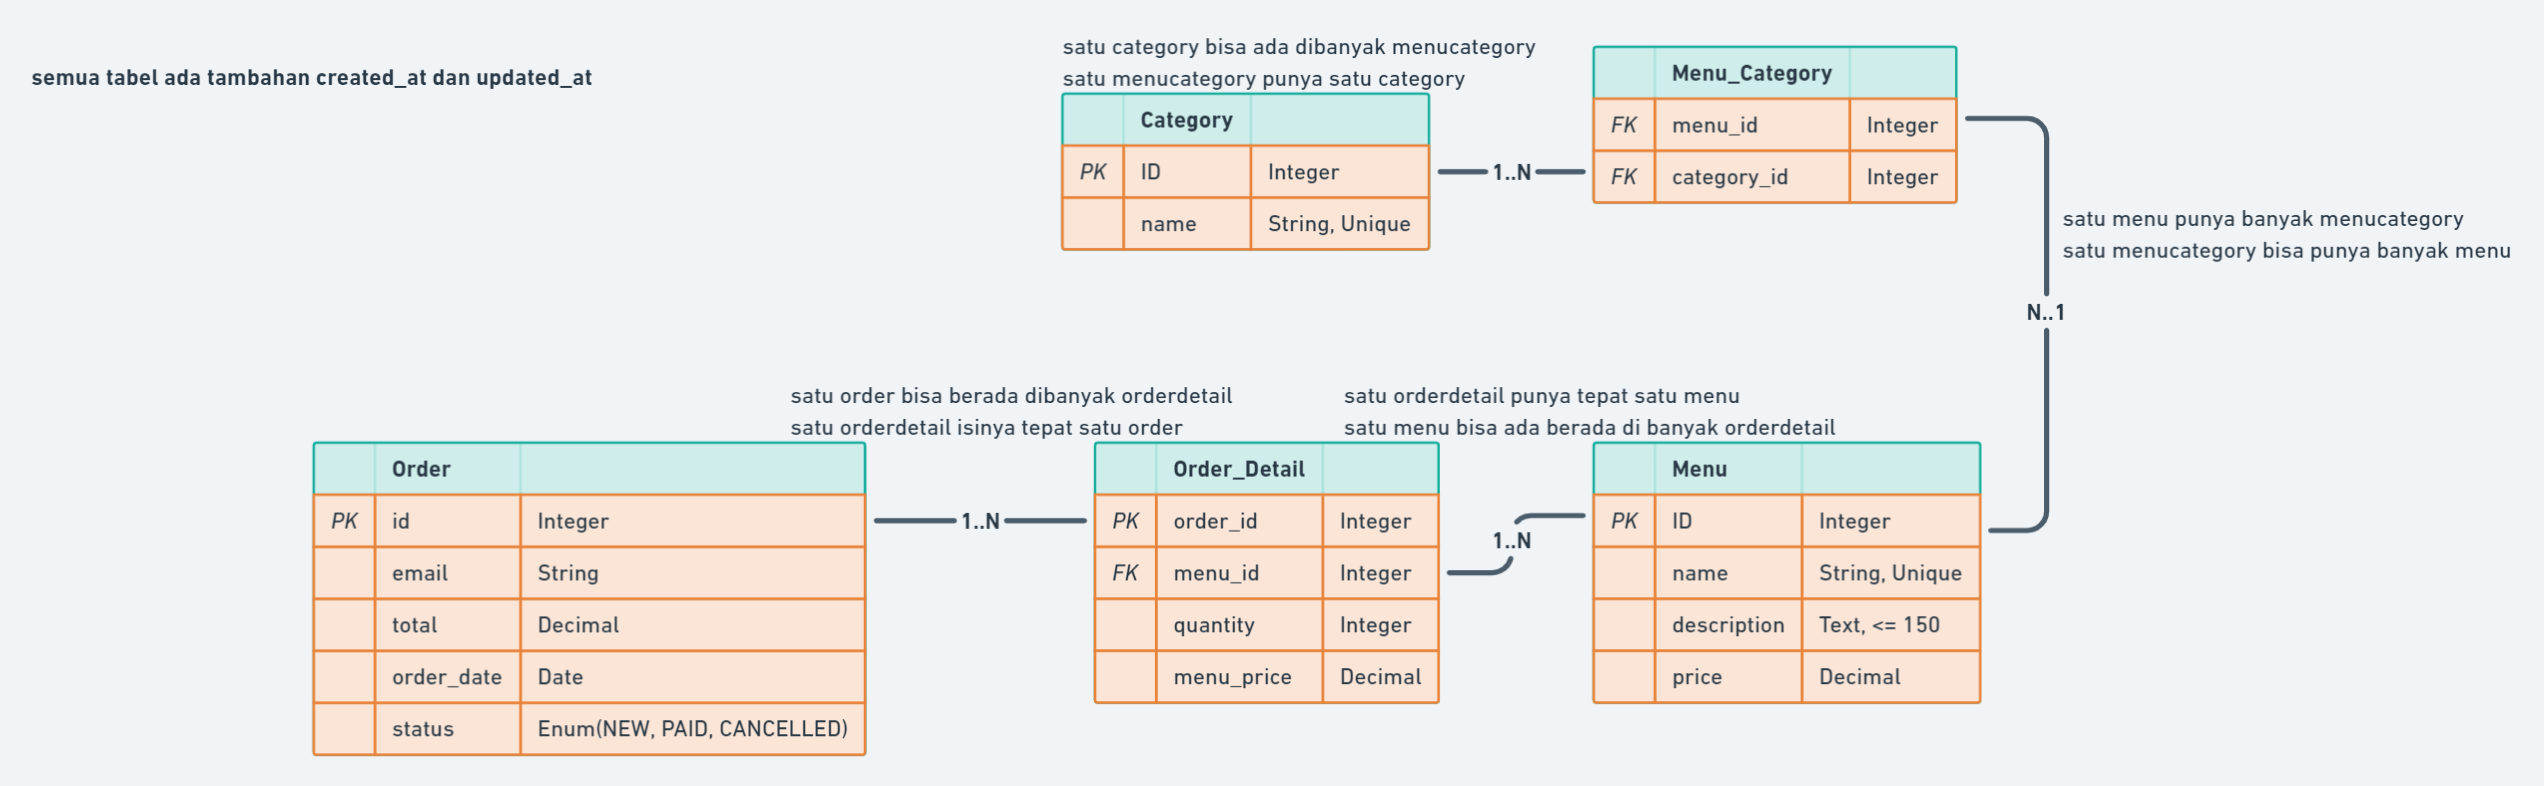 semua tabel ada tambahan created_at dan updated_at
satu category bisa ada dibanyak menucategory
satu menucategory punya satu category
Category
PK ID Integer
name String, Unique
1..N
Menu_Category
FK menu_id Integer
FK category_id Integer
satu menu punya banyak menucategory
satu menucategory bisa punya banyak menu
N..1
satu order bisa berada dibanyak orderdetail
satu orderdetail isinya tepat satu order
Order
PK id Integer
email String
total Decimal
order_date Date
status Enum(NEW, PAID, CANCELLED)
1..N
Order_Detail
PK order_id Integer
FK menu_id Integer
quantity Integer
menu_price Decimal
satu orderdetail punya tepat satu menu
satu menu bisa ada berada di banyak orderdetail
1..N
Menu
PK ID Integer
name String, Unique
description Text, <= 150
price Decimal